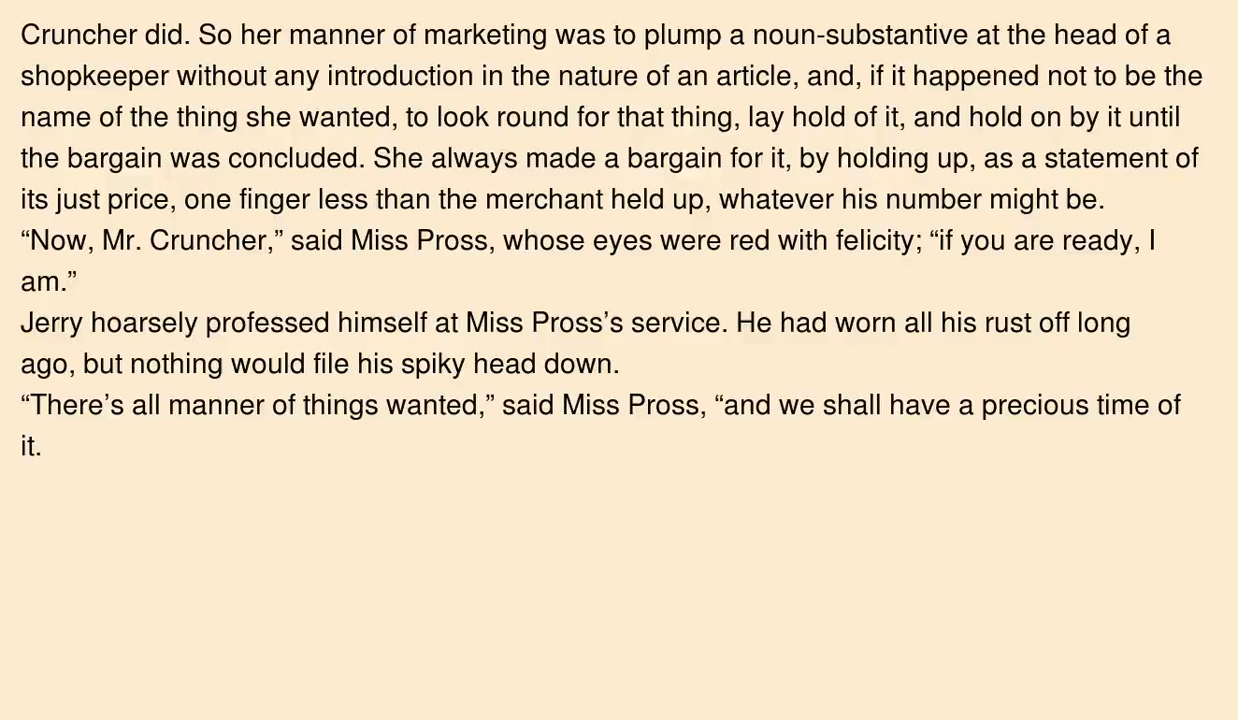 Cruncher did. So her manner of marketing was to plump a noun-substantive at the head of a
shopkeeper without any introduction in the nature of an article, and, if it happened not to be the
name of the thing she wanted, to look round for that thing, lay hold of it, and hold on by it until
the bargain was concluded. She always made a bargain for it, by holding up, as a statement of
its just price, one finger less than the merchant held up, whatever his number might be.
“Now, Mr. Cruncher,” said Miss Pross, whose eyes were red with felicity; “if you are ready, I
am.”
Jerry hoarsely professed himself at Miss Pross’s service. He had worn all his rust off long
ago, but nothing would file his spiky head down.
“There’s all manner of things wanted,” said Miss Pross, “and we shall have a precious time of
it.